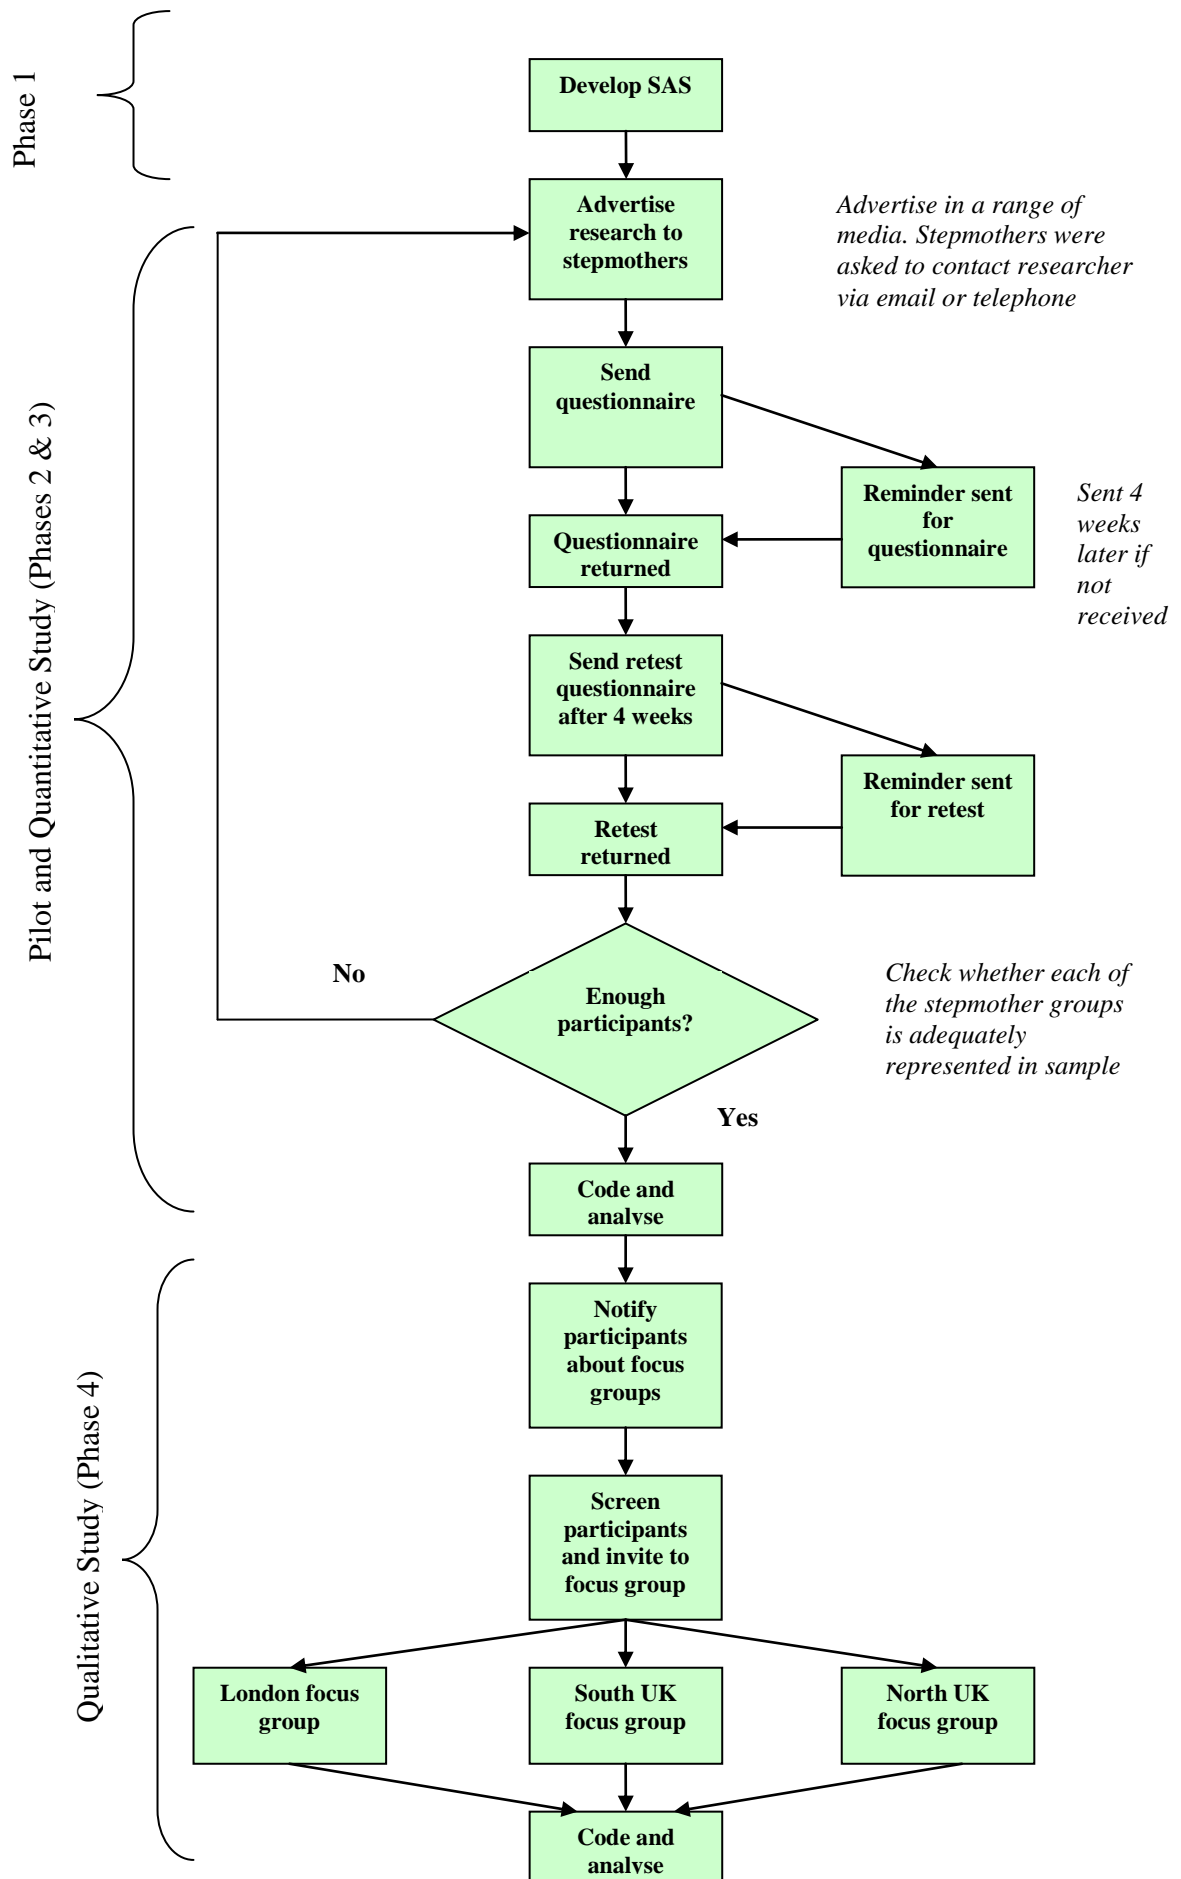 Phase 1
Develop SAS
Advertise
research to
stepmothers
Advertise in a range of
media. Stepmothers were
asked to contact researcher
via email or telephone
Pilot and Quantitative Study (Phases 2 & 3)
Send
questionnaire
Reminder sent
for
questionnaire
Sent 4
weeks
later if
not
received
Questionnaire
returned
Send retest
questionnaire
after 4 weeks
Reminder sent
for retest
Retest
returned
No
Enough
participants?
Check whether each of
the stepmother groups
is adequately
represented in sample
Yes
Code and
analyse
Qualitative Study (Phase 4)
Notify
participants
about focus
groups
Screen
participants
and invite to
focus group
London focus
group
South UK
focus group
North UK
focus group
Code and
analyse